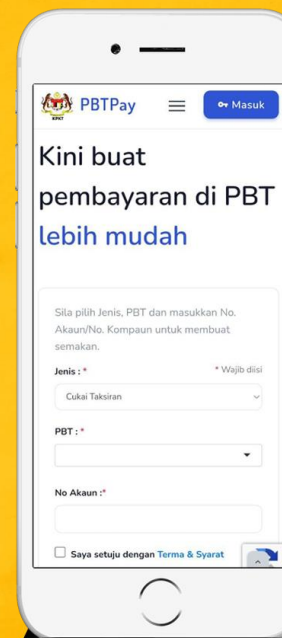 KPKT
PBTPay
Masuk
Kini buat
pembayaran di PBT
lebih mudah
Sila pilih Jenis, PBT dan masukkan No.
Akaun/No. Kompaun untuk membuat
semakan.
Jenis : * * Wajib diisi
Cukai Taksiran
PBT : *
No Akaun :*
Saya setuju dengan Terma & Syarat